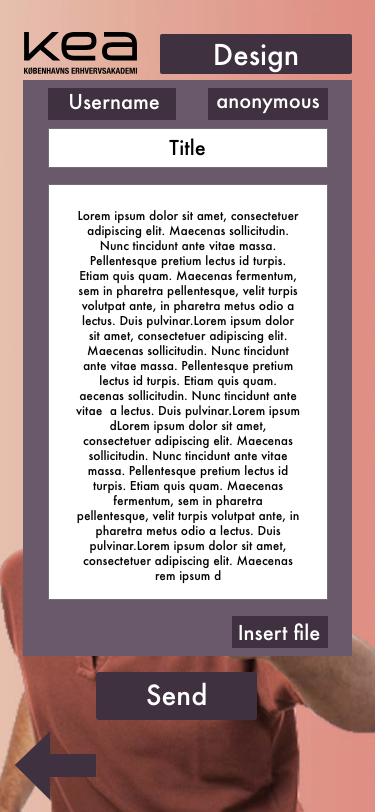 kea
KØBENHAVNS ERHVERVSAKADEMI
Design
Username
anonymous
Title
Lorem ipsum dolor sit amet, consectetuer
adipiscing elit. Maecenas sollicitudin.
Nunc tincidunt ante vitae massa.
Pellentesque pretium lectus id turpis.
Etiam quis quam. Maecenas fermentum,
sem in pharetra pellentesque, velit turpis
volutpat ante, in pharetra metus odio a
lectus. Duis pulvinar.Lorem ipsum dolor
sit amet, consectetuer adipiscing elit.
Maecenas sollicitudin. Nunc tincidunt
ante vitae massa. Pellentesque pretium
lectus id turpis. Etiam quis quam.
aecenas sollicitudin. Nunc tincidunt ante
vitae  a lectus. Duis pulvinar.Lorem ipsum
dLorem ipsum dolor sit amet,
consectetuer adipiscing elit. Maecenas
sollicitudin. Nunc tincidunt ante vitae
massa. Pellentesque pretium lectus id
turpis. Etiam quis quam. Maecenas
fermentum, sem in pharetra
pellentesque, velit turpis volutpat ante, in
pharetra metus odio a lectus. Duis
pulvinar.Lorem ipsum dolor sit amet,
consectetuer adipiscing elit. Maecenas
rem ipsum d
Insert file
Send